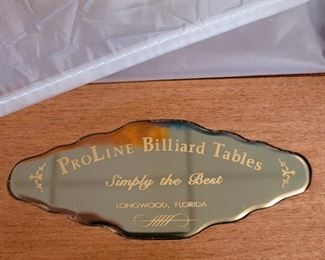 ProLine Billiard Tables
Simply the Best
Longwood, Florida